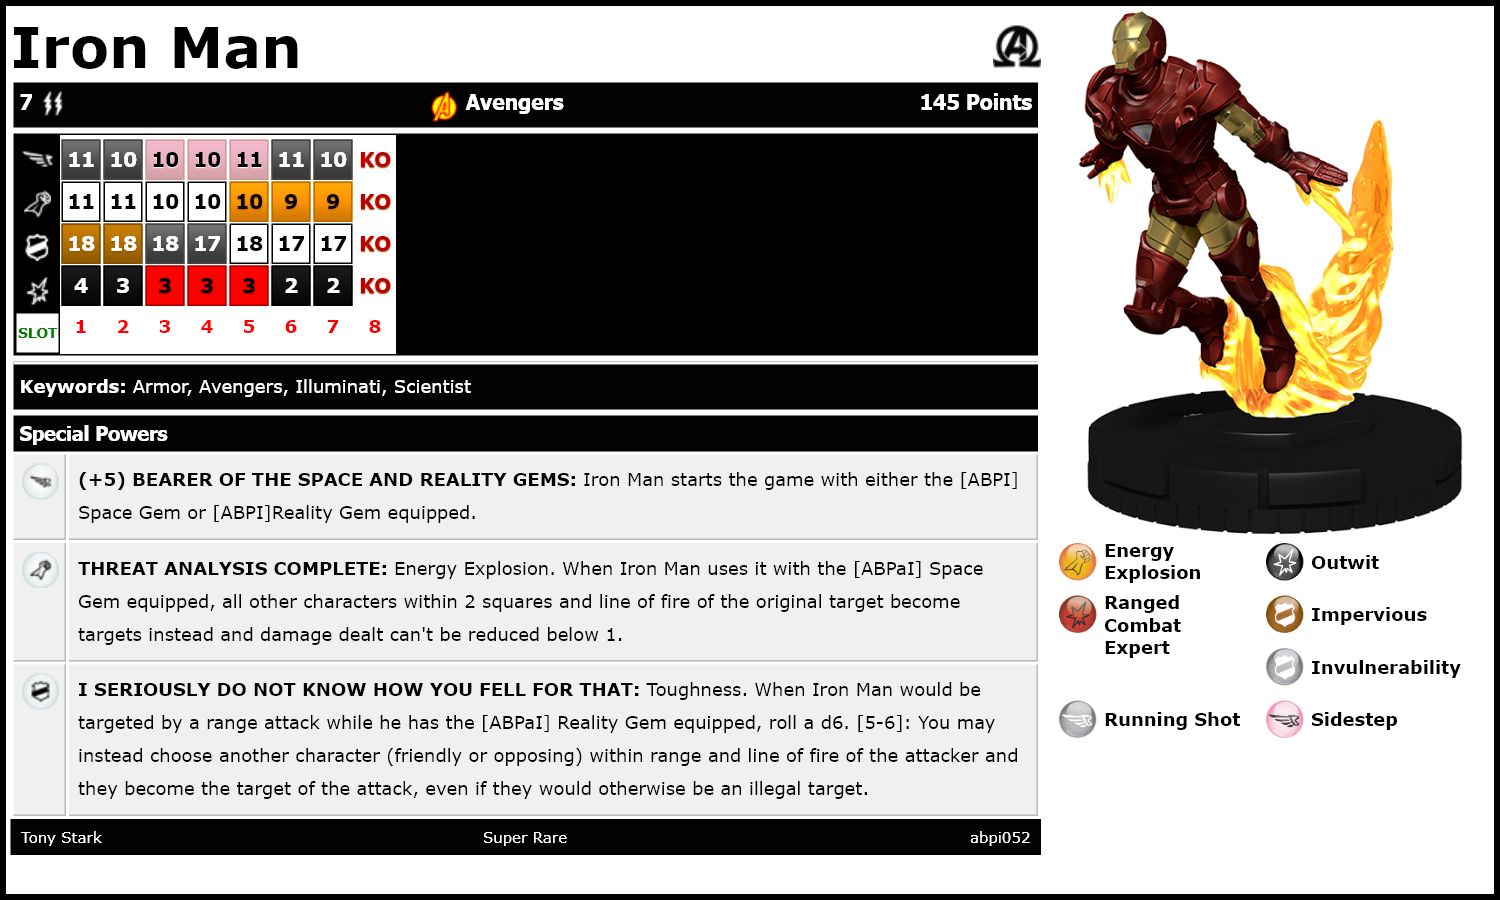 Iron Man
7 Avengers 145 Points
11 10 10 10 11 11 10 KO
11 11 10 10 10 9 9 KO
18 18 18 17 18 17 17 KO
4 3 3 3 3 2 2 KO
SLOT 1 2 3 4 5 6 7 8
Keywords: Armor, Avengers, Illuminati, Scientist
Special Powers
(+5) BEARER OF THE SPACE AND REALITY GEMS: Iron Man starts the game with either the [ABPI]
Space Gem or [ABPI]Reality Gem equipped.
THREAT ANALYSIS COMPLETE: Energy Explosion. When Iron Man uses it with the [ABPaI] Space
Gem equipped, all other characters within 2 squares and line of fire of the original target become
targets instead and damage dealt can't be reduced below 1.
I SERIOUSLY DO NOT KNOW HOW YOU FELL FOR THAT: Toughness. When Iron Man would be
targeted by a range attack while he has the [ABPaI] Reality Gem equipped, roll a d6. [5-6]: You may
instead choose another character (friendly or opposing) within range and line of fire of the attacker and
they become the target of the attack, even if they would otherwise be an illegal target.
Tony Stark Super Rare abpi052
Energy
Explosion
Outwit
Ranged
Combat
Expert
Impervious
Invulnerability
Running Shot
Sidestep